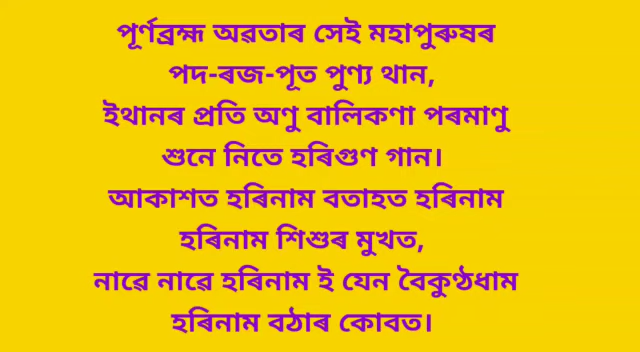 পূৰ্ণব্ৰহ্ম অৱতাৰ সেই মহাপুৰুষৰ
পদ-ৰজ-পূত পুণ্য থান,
ইথানৰ প্ৰতি অণু বালিকণা পৰমাণু
শুনে নিতে হৰিগুণ গান।
আকাশত হৰিনাম বতাহত হৰিনাম
হৰিনাম শিশুৰ মুখত,
নাৱে নাৱে হৰিনাম ই যেন বৈকুণ্ঠধাম
হৰিনাম বঠাৰ কোবত।